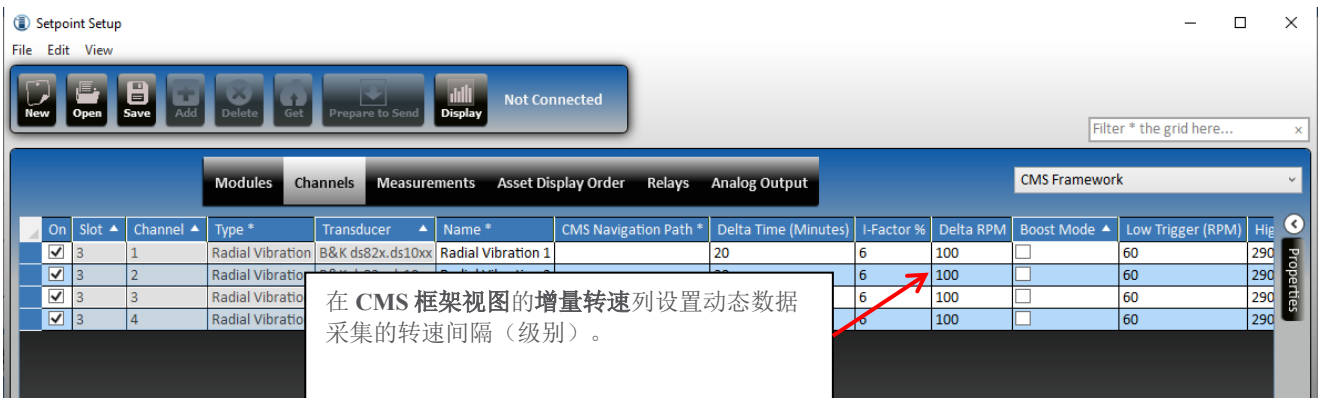 Setpoint Setup
File Edit View
New Open Save Add Delete Get Prepare to Send Display Not Connected
Filter * the grid here... ×
Modules Channels Measurements Asset Display Order Relays Analog Output CMS Framework
On Slot Channel Type * Transducer Name * CMS Navigation Path * Delta Time (Minutes) I-Factor % Delta RPM Boost Mode Low Trigger (RPM)
3 1 Radial Vibration B&K ds82x.ds10xx Radial Vibration 1 20 6 100 60 290
3 2 Radial Vibration 6 100 60 290
3 3 Radial 6 100 60 290
3 4 Radial 6 100 60 290
Properties
在 CMS 框架视图的增量转速列设置动态数据
采集的转速间隔（级别）。